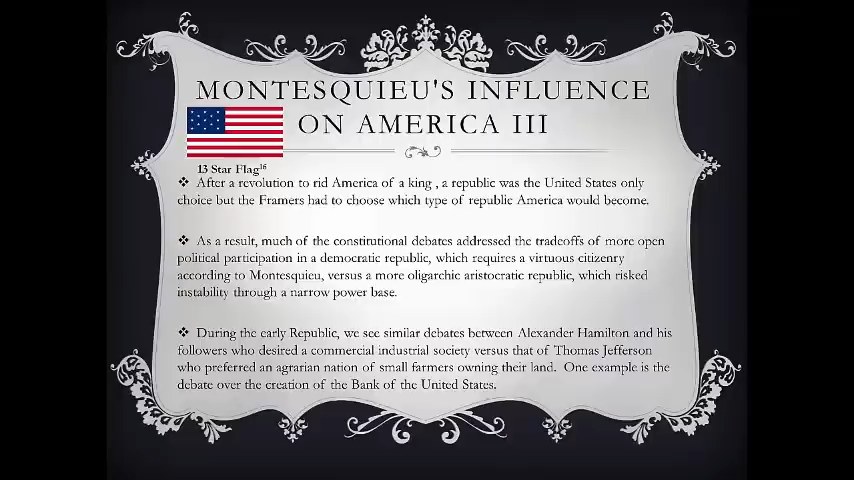 MONTESQUIEU'S INFLUENCE
ON AMERICA III
13 Star Flag¹⁶
❖ After a revolution to rid America of a king , a republic was the United States only
choice but the Framers had to choose which type of republic America would become.
❖ As a result, much of the constitutional debates addressed the tradeoffs of more open
political participation in a democratic republic, which requires a virtuous citizenry
according to Montesquieu, versus a more oligarchic aristocratic republic, which risked
instability through a narrow power base.
❖ During the early Republic, we see similar debates between Alexander Hamilton and his
followers who desired a commercial industrial society versus that of Thomas Jefferson
who preferred an agrarian nation of small farmers owning their land. One example is the
debate over the creation of the Bank of the United States.